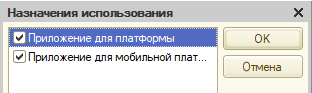 Назначения использования
Приложение для платформы
OK
Приложение для мобильной плат...
Отмена